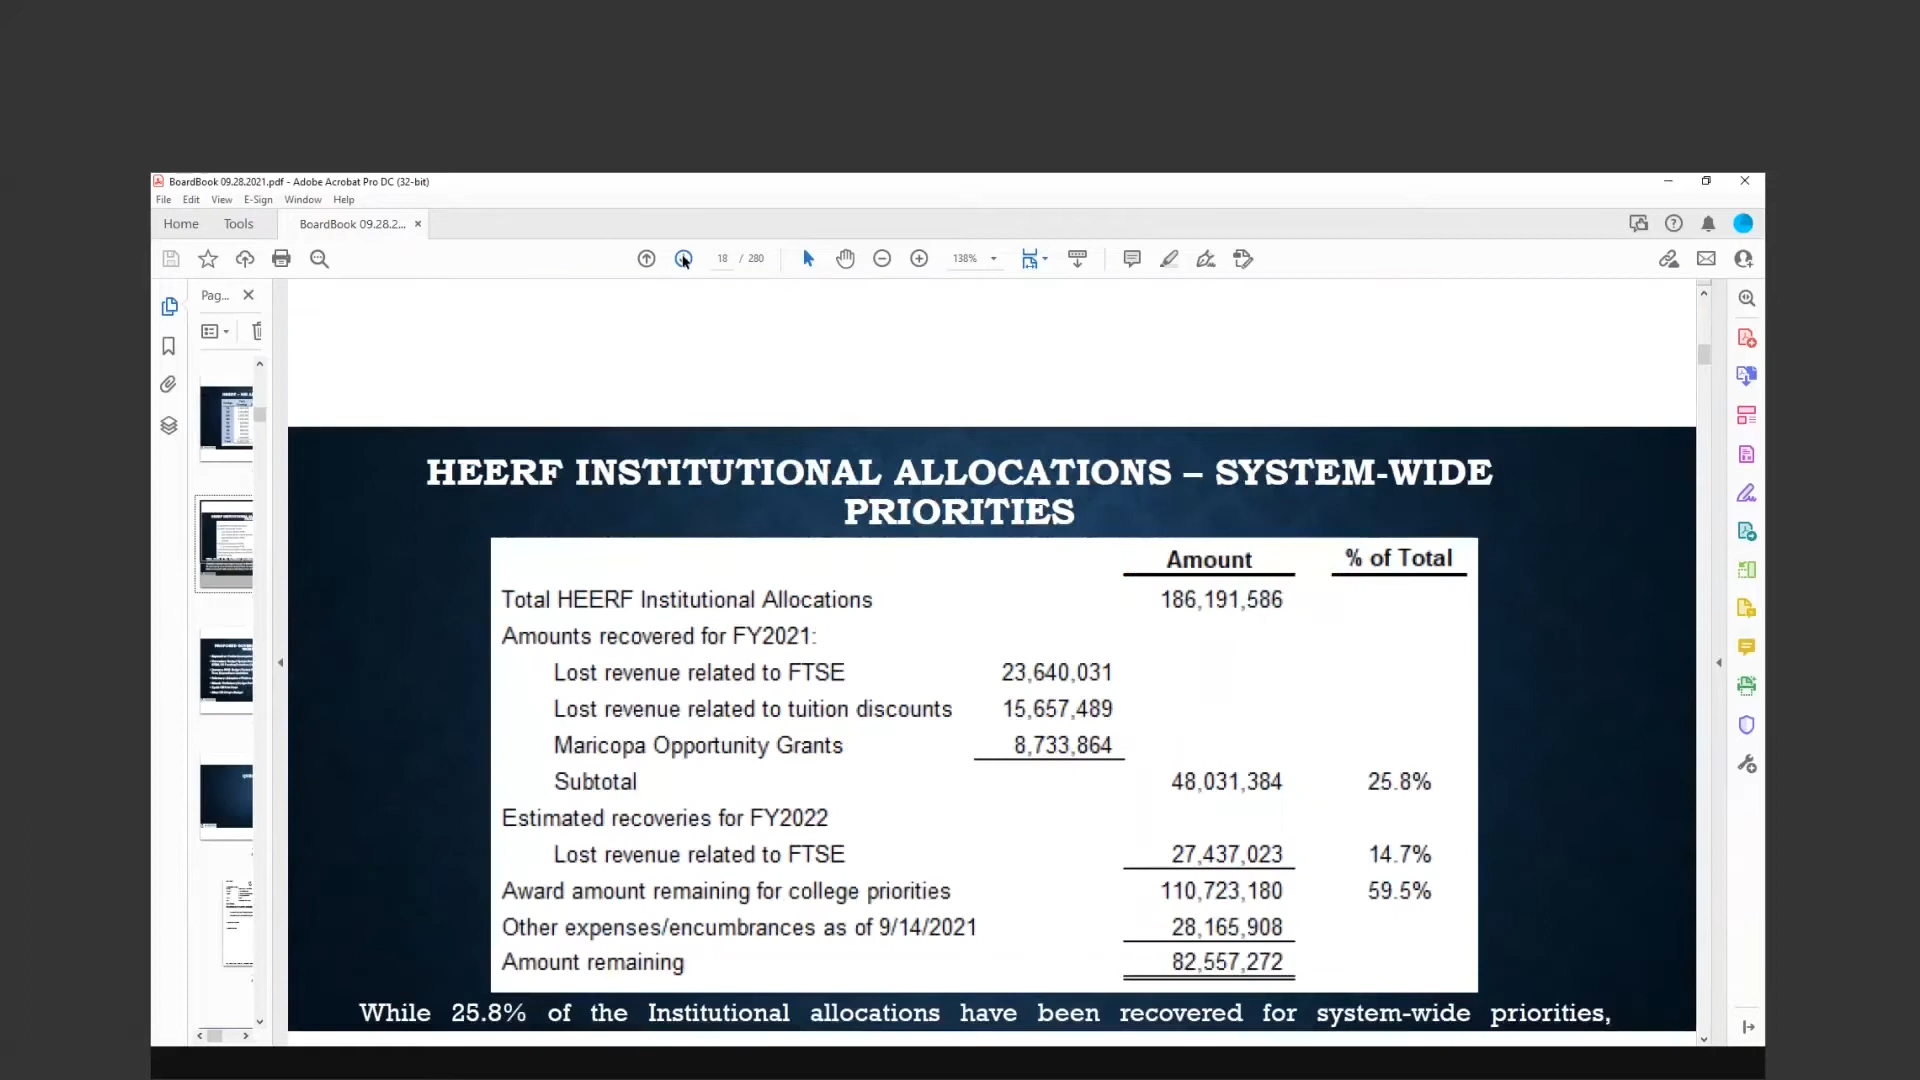 BoardBook 09.28.2021.pdf - Adobe Acrobat Pro DC (32-bit)
File Edit View E-Sign Window Help
Home Tools BoardBook 09.28.2... ×
18 / 280 138%
Pag...
HEERF INSTITUTIONAL ALLOCATIONS – SYSTEM-WIDE
PRIORITIES
Amount % of Total
Total HEERF Institutional Allocations 186,191,586
Amounts recovered for FY2021:
Lost revenue related to FTSE 23,640,031
Lost revenue related to tuition discounts 15,657,489
Maricopa Opportunity Grants 8,733,864
Subtotal 48,031,384 25.8%
Estimated recoveries for FY2022
Lost revenue related to FTSE 27,437,023 14.7%
Award amount remaining for college priorities 110,723,180 59.5%
Other expenses/encumbrances as of 9/14/2021 28,165,908
Amount remaining 82,557,272
While 25.8% of the Institutional allocations have been recovered for system-wide priorities,